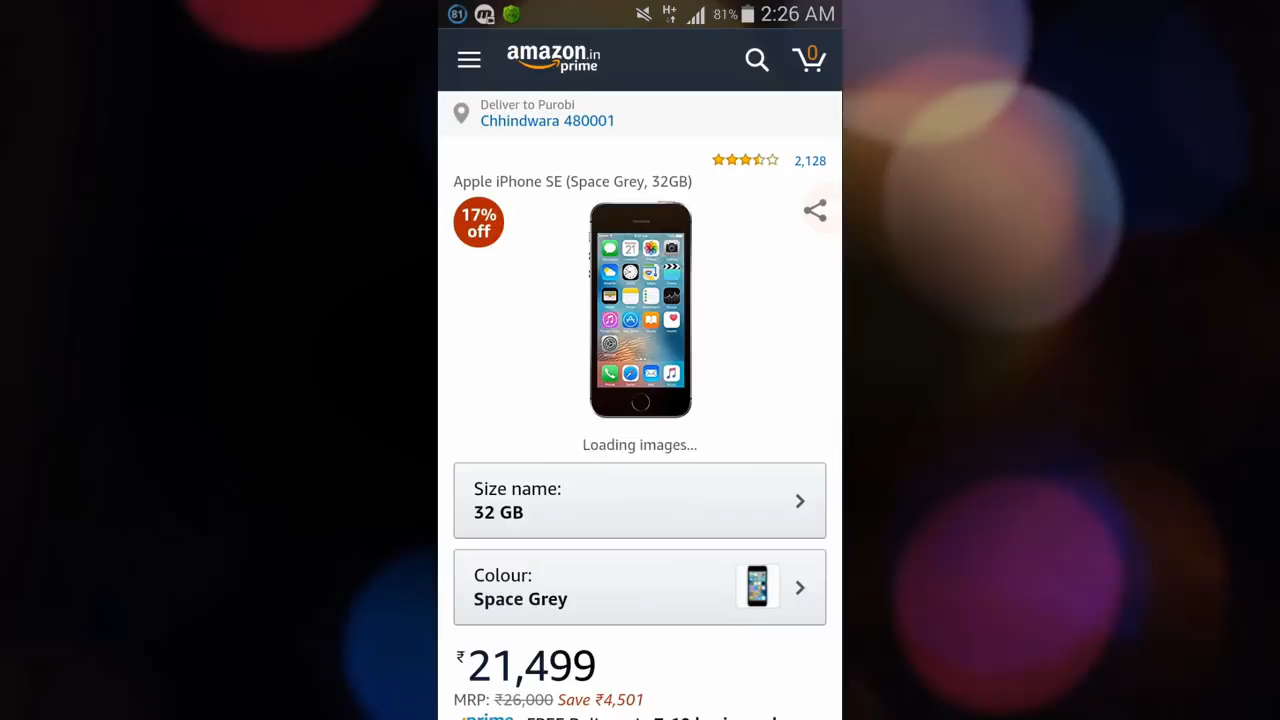 81 H+ 81% 2:26 AM
amazon.in
prime
0
Deliver to Purobi
Chhindwara 480001
2,128
Apple iPhone SE (Space Grey, 32GB)
17%
off
Loading images...
Size name:
32 GB
Colour:
Space Grey
₹21,499
MRP: ₹26,000 Save ₹4,501